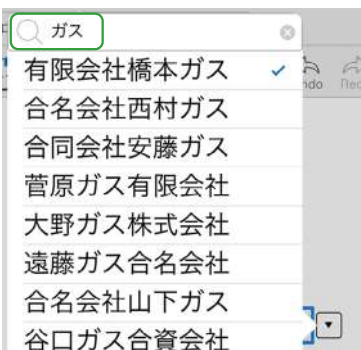 ガス
有限会社橋本ガス
合名会社西村ガス
合同会社安藤ガス
菅原ガス有限会社
大野ガス株式会社
遠藤ガス合名会社
合名会社山下ガス
谷口ガス合資会社